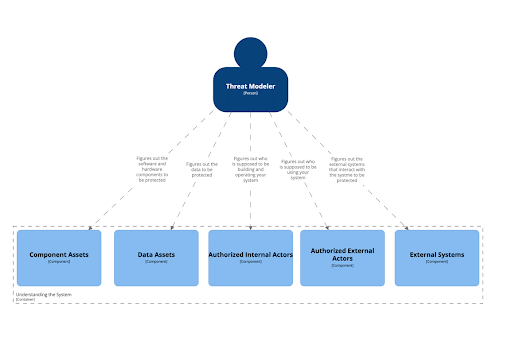 Threat Modeler
[Person]
Figures out the
software and
hardware
components to
be protected
Figures out the
data to be
protected
Figures out who
is supposed to be
building and
operating your
system
Figures out who
is supposed to be
using your
system
Figures out the
external systems
that interact with
the systme to be
protected
Component Assets
[Component]
Data Assets
[Component]
Authorized Internal Actors
[Component]
Authorized External
Actors
[Component]
External Systems
[Component]
Understanding the System
[Container]